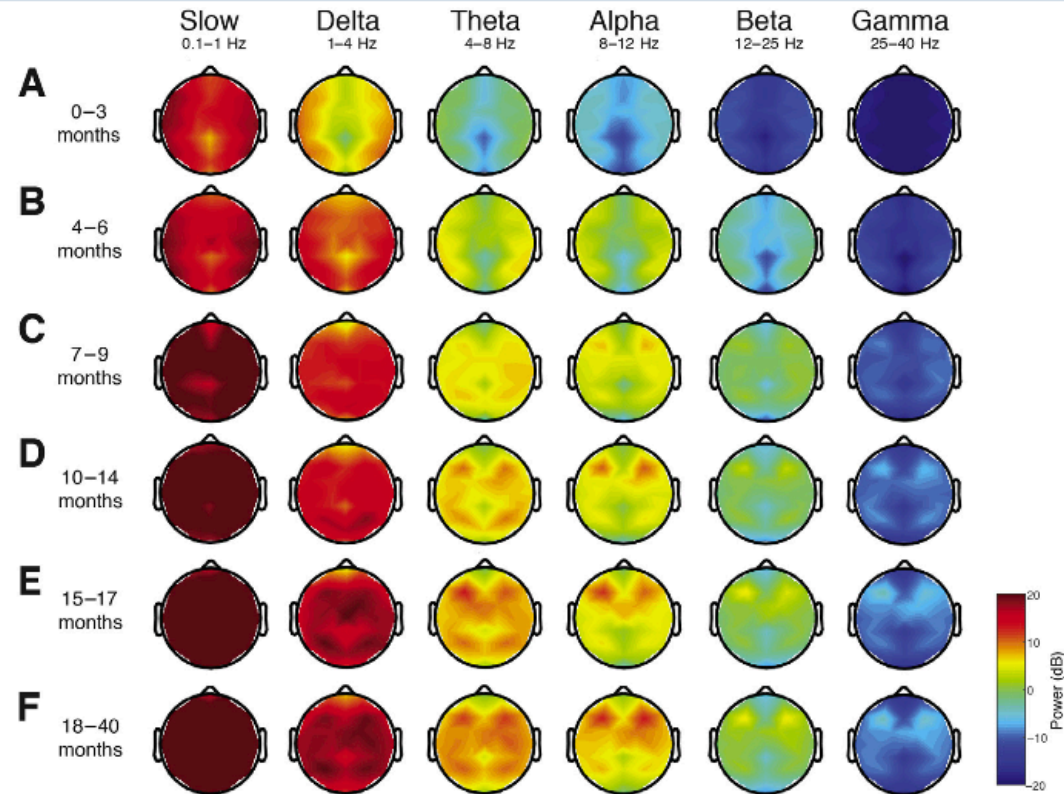 Slow Delta Theta Alpha Beta Gamma
0.1–1 Hz 1–4 Hz 4–8 Hz 8–12 Hz 12–25 Hz 25–40 Hz
A
0–3
months
B
4–6
months
C
7–9
months
D
10–14
months
E
15–17
months
F
18–40
months
20
10
0
−10
−20
Power (dB)